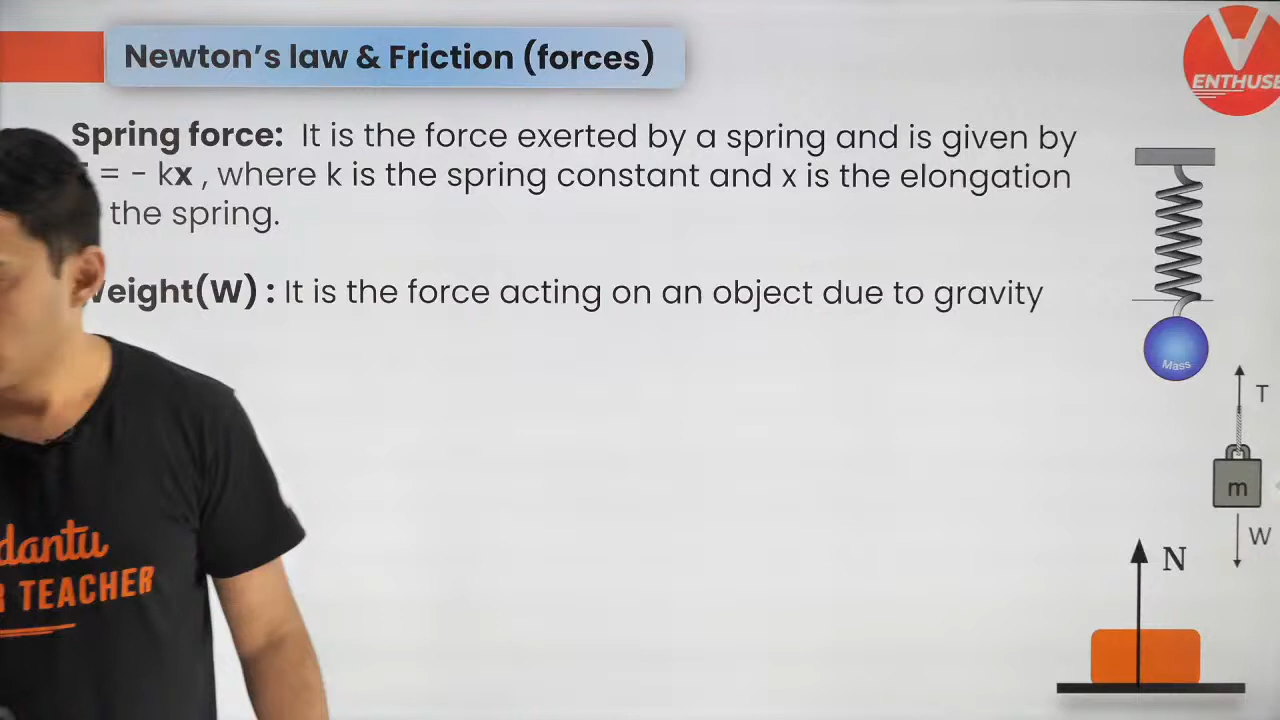 Newton's law & Friction (forces)
ENTHUSE
Spring force: It is the force exerted by a spring and is given by
= - kx , where k is the spring constant and x is the elongation
the spring.
Weight(W) : It is the force acting on an object due to gravity
Mass
T
m
W
N
dantu
R TEACHER